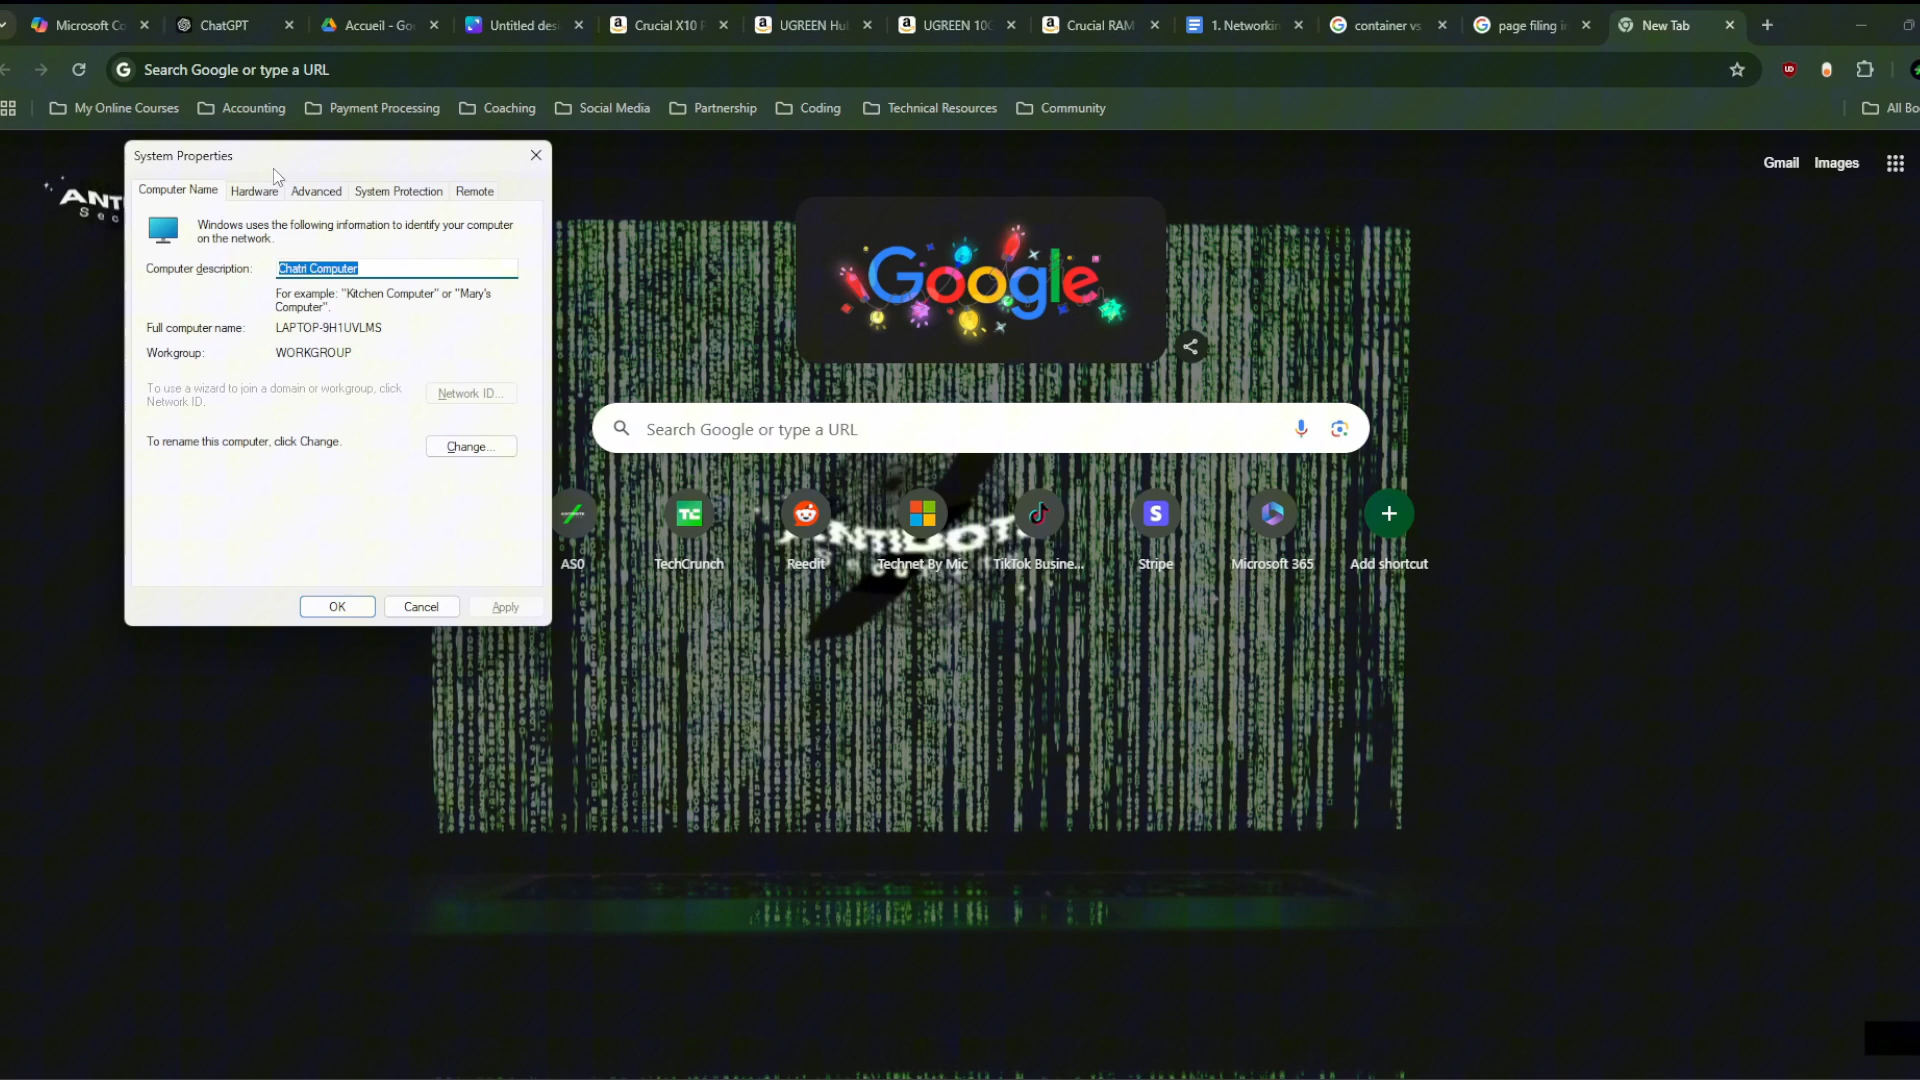 Microsoft Co
ChatGPT
Accueil - Go
Untitled desi
Crucial X10 P
UGREEN Hu
UGREEN 10G
Crucial RAM
1. Networkin
container vs
page filing i
New Tab
Search Google or type a URL
My Online Courses
Accounting
Payment Processing
Coaching
Social Media
Partnership
Coding
Technical Resources
Community
All Bo
Gmail
Images
System Properties
Computer Name
Hardware
Advanced
System Protection
Remote
Windows uses the following information to identify your computer
on the network.
Computer description:
Chatri Computer
For example: "Kitchen Computer" or "Mary's
Computer".
Full computer name:
LAPTOP-9H1UVLMS
Workgroup:
WORKGROUP
To use a wizard to join a domain or workgroup, click
Network ID.
Network ID...
To rename this computer, click Change.
Change...
OK
Cancel
Apply
Google
Search Google or type a URL
AS0
TechCrunch
Reedit
Technet By Mic
TikTok Busine...
Stripe
Microsoft 365
Add shortcut